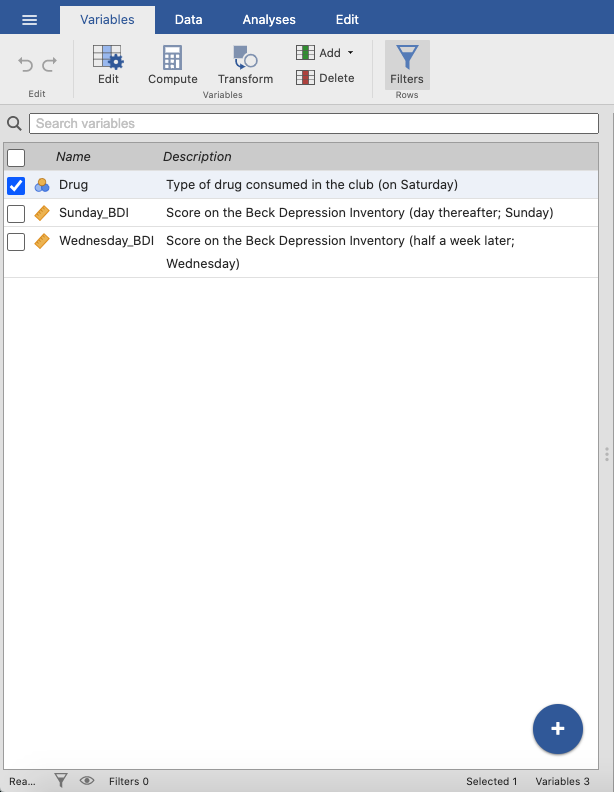 Variables Data Analyses Edit
Edit Compute Transform Add Delete Filters
Edit Variables Rows
Search variables
Name Description
Drug Type of drug consumed in the club (on Saturday)
Sunday_BDI Score on the Beck Depression Inventory (day thereafter; Sunday)
Wednesday_BDI Score on the Beck Depression Inventory (half a week later;
Wednesday)
+
Rea... Filters 0 Selected 1 Variables 3